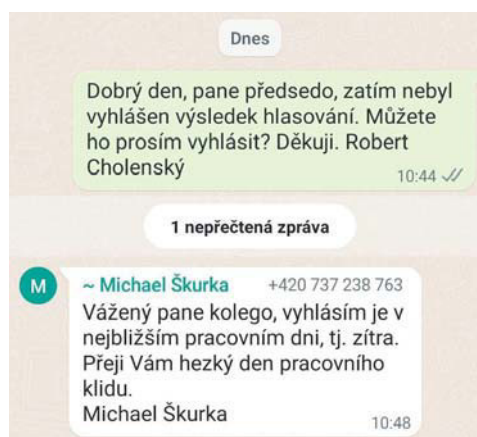 Dnes
Dobrý den, pane předsedo, zatím nebyl
vyhlášen výsledek hlasování. Můžete
ho prosím vyhlásit? Děkuji. Robert
Cholenský
10:44
1 nepřečtená zpráva
M
~ Michael Škurka +420 737 238 763
Vážený pane kolego, vyhlásím je v
nejbližším pracovním dni, tj. zítra.
Přeji Vám hezký den pracovního
klidu.
Michael Škurka
10:48